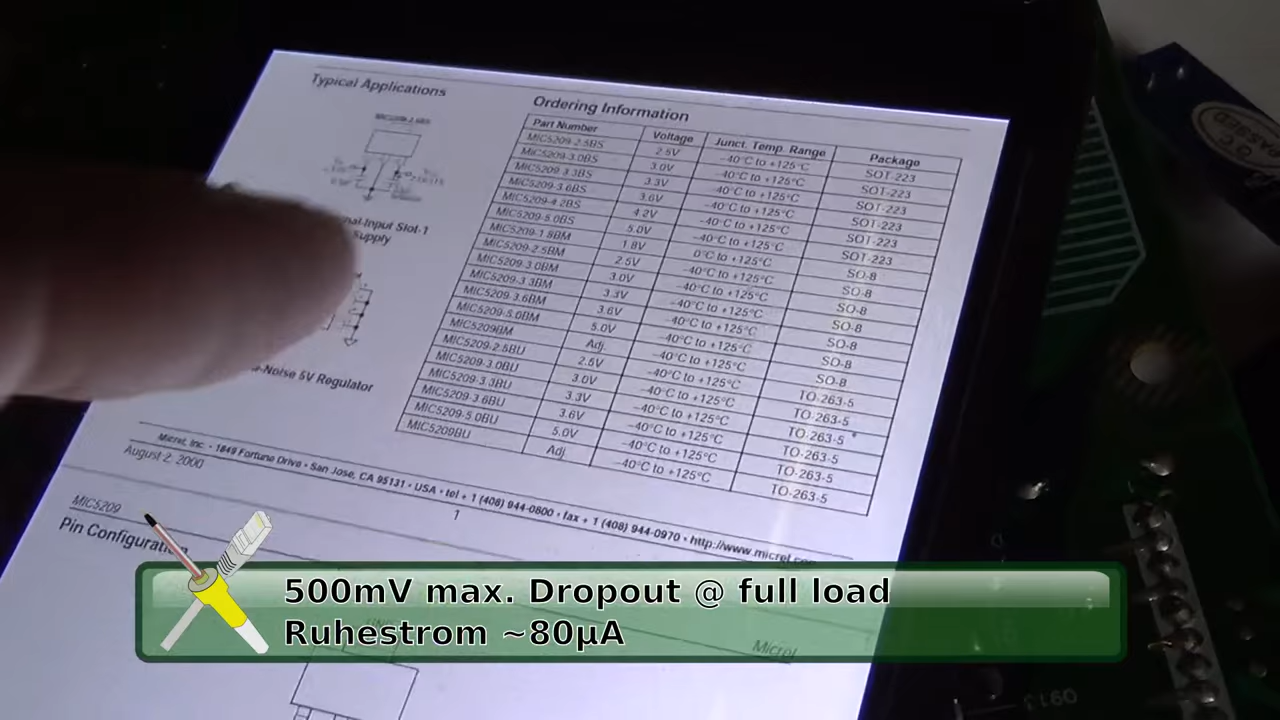 Typical Applications
Ordering Information
Part Number Voltage Junct. Temp. Range Package
MIC5209-2.5BS 2.5V –40°C to +125°C SOT-223
MIC5209-3.0BS 3.0V –40°C to +125°C SOT-223
MIC5209-3.3BS 3.3V –40°C to +125°C SOT-223
MIC5209-3.6BS 3.6V –40°C to +125°C SOT-223
MIC5209-4.2BS 4.2V –40°C to +125°C SOT-223
MIC5209-5.0BS 5.0V –40°C to +125°C SOT-223
MIC5209-1.8BM 1.8V 0°C to +125°C SO-8
MIC5209-2.5BM 2.5V –40°C to +125°C SO-8
MIC5209-3.0BM 3.0V –40°C to +125°C SO-8
MIC5209-3.3BM 3.3V –40°C to +125°C SO-8
MIC5209-3.6BM 3.6V –40°C to +125°C SO-8
MIC5209-5.0BM 5.0V –40°C to +125°C SO-8
MIC5209BM Adj. –40°C to +125°C SO-8
MIC5209-2.5BU 2.5V –40°C to +125°C TO-263-5
MIC5209-3.0BU 3.0V –40°C to +125°C TO-263-5
MIC5209-3.3BU 3.3V –40°C to +125°C TO-263-5
MIC5209-3.6BU 3.6V –40°C to +125°C TO-263-5
MIC5209-5.0BU 5.0V –40°C to +125°C TO-263-5
MIC5209BU Adj. –40°C to +125°C TO-263-5
nal-Input Slot-1
Supply
-Noise 5V Regulator
Micrel, Inc. • 1849 Fortune Drive • San Jose, CA 95131 • USA • tel + 1 (408) 944-0800 • fax + 1 (408) 944-0970 • http://www.micrel.com
August 2, 2000
1
MIC5209
Micrel
Pin Configuration
500mV max. Dropout @ full load
Ruhestrom ~80µA
QC
PASSED